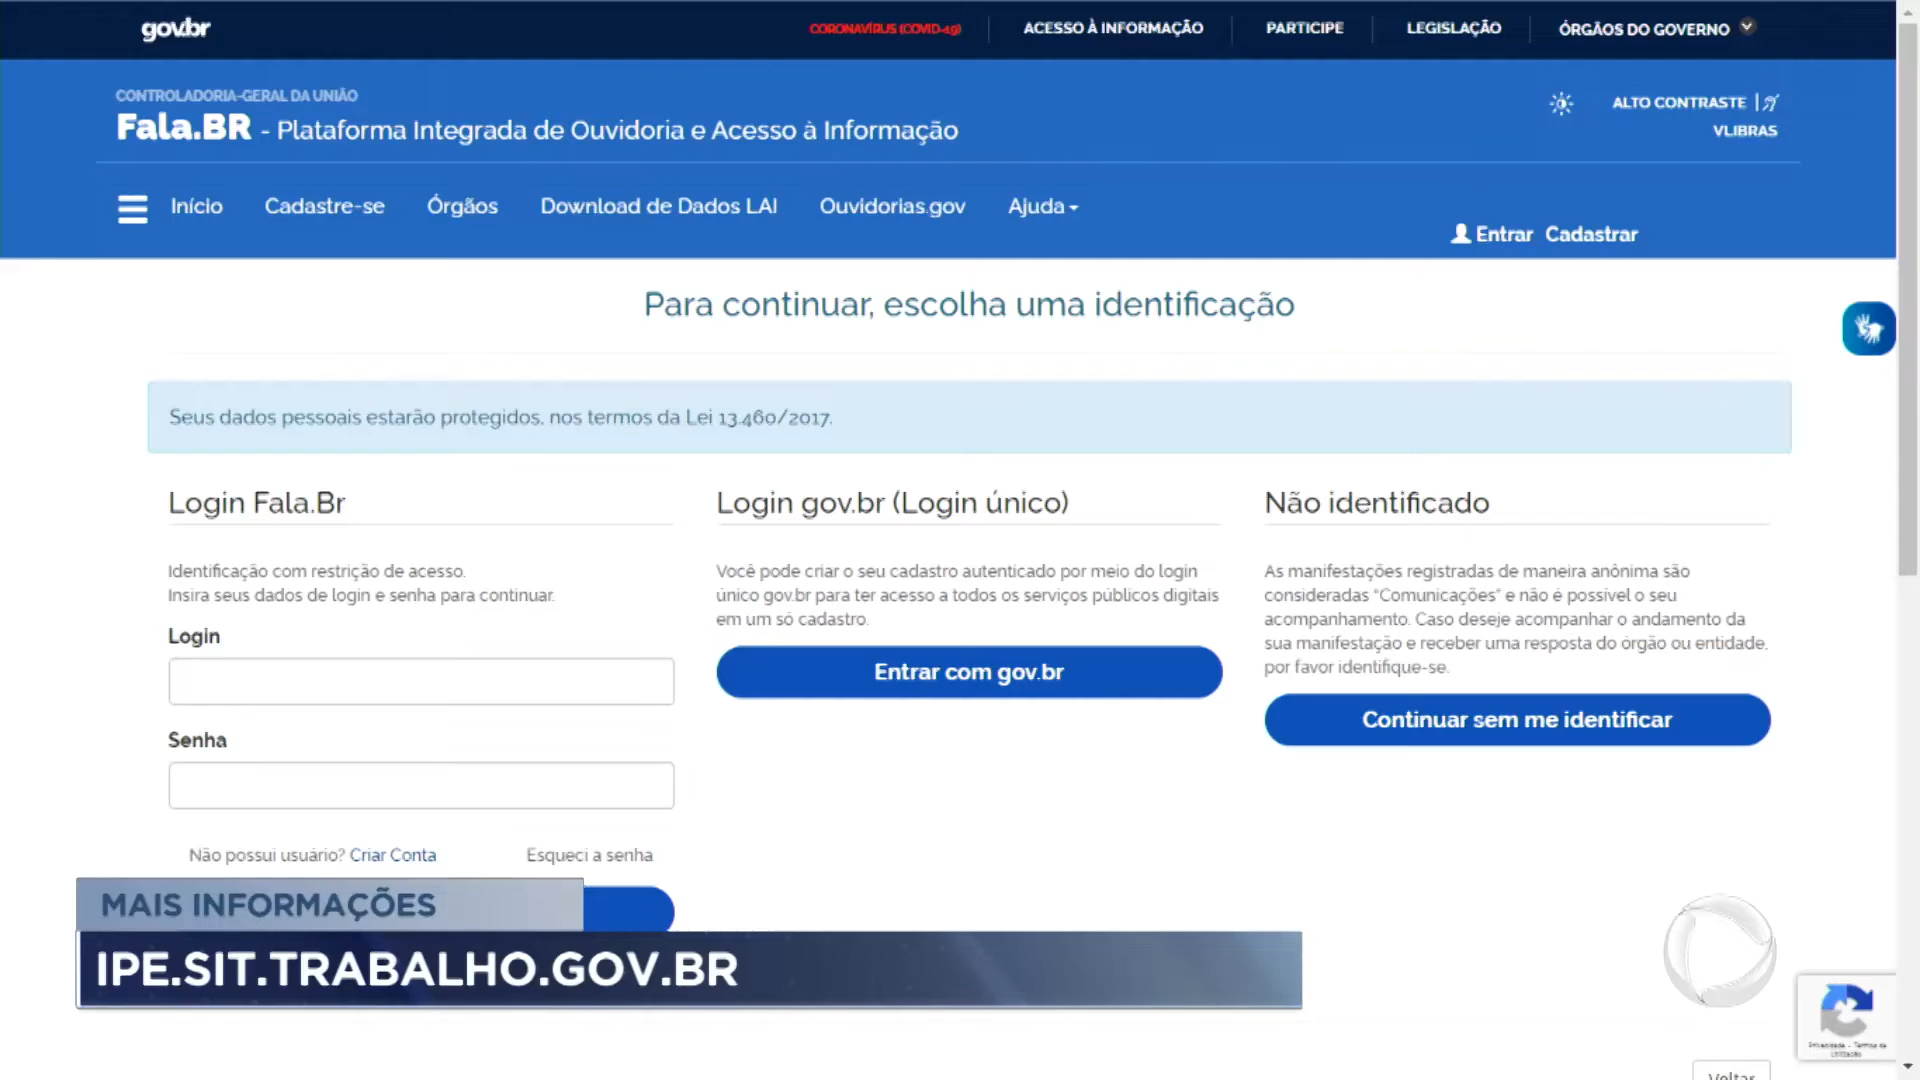 gov.br
CORONAVÍRUS (COVID-19)
ACESSO À INFORMAÇÃO
PARTICIPE
LEGISLAÇÃO
ÓRGÃOS DO GOVERNO
CONTROLADORIA-GERAL DA UNIÃO
Fala.BR - Plataforma Integrada de Ouvidoria e Acesso à Informação
ALTO CONTRASTE |
VLIBRAS
Início
Cadastre-se
Órgãos
Download de Dados LAI
Ouvidorias.gov
Ajuda
Entrar Cadastrar
Para continuar, escolha uma identificação
Seus dados pessoais estarão protegidos, nos termos da Lei 13.460/2017.
Login Fala.Br
Identificação com restrição de acesso.
Insira seus dados de login e senha para continuar.
Login
Senha
Não possui usuário? Criar Conta
Esqueci a senha
Login gov.br (Login único)
Você pode criar o seu cadastro autenticado por meio do login
único gov.br para ter acesso a todos os serviços públicos digitais
em um só cadastro.
Entrar com gov.br
Não identificado
As manifestações registradas de maneira anônima são
consideradas "Comunicações" e não é possível o seu
acompanhamento. Caso deseje acompanhar o andamento da
sua manifestação e receber uma resposta do órgão ou entidade,
por favor identifique-se.
Continuar sem me identificar
MAIS INFORMAÇÕES
IPE.SIT.TRABALHO.GOV.BR
Privacidade - Termos de
Utilização
Voltar